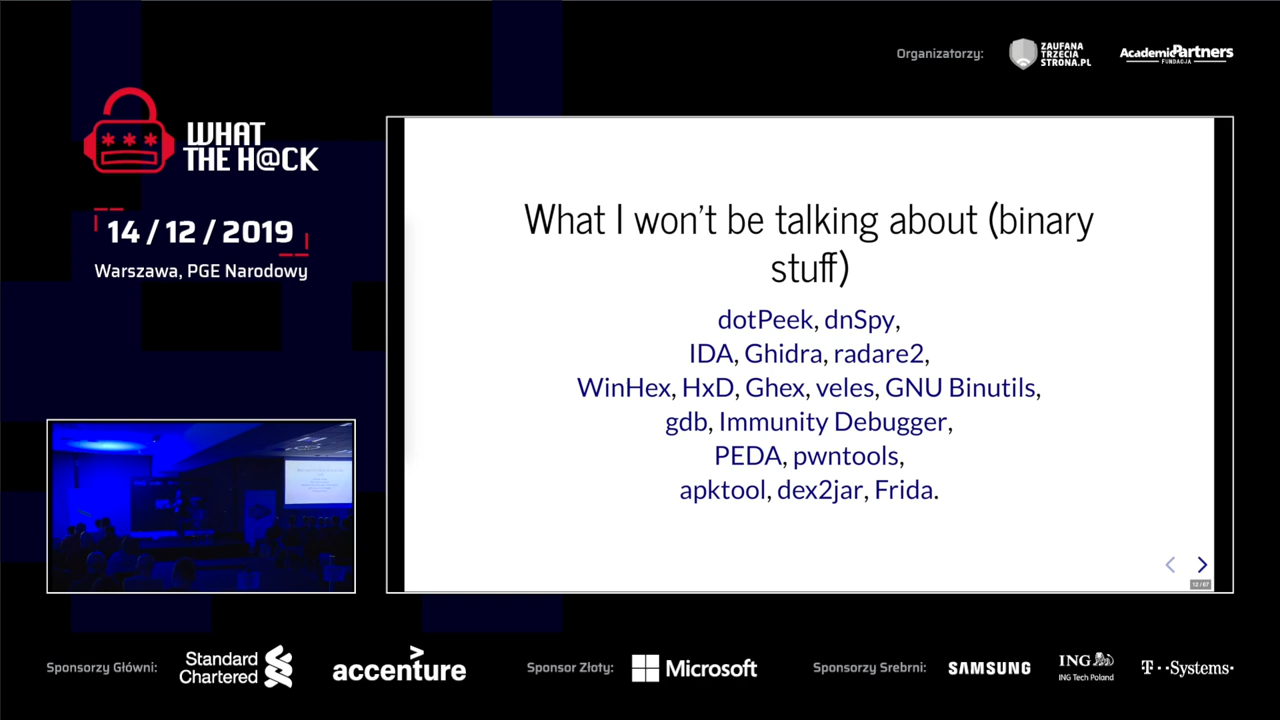 Organizatorzy:
ZAUFANA
TRZECIA
STRONA.PL
AcademicPartners
FUNDACJA
***
WHAT
THE H@CK
14 / 12 / 2019
Warszawa, PGE Narodowy
What I won't be talking about (binary
stuff)
dotPeek, dnSpy,
IDA, Ghidra, radare2,
WinHex, HxD, Ghex, veles, GNU Binutils,
gdb, Immunity Debugger,
PEDA, pwntools,
apktool, dex2jar, Frida.
12 / 67
Sponsorzy Główni:
Standard
Chartered
accenture
Sponsor Złoty:
Microsoft
Sponsorzy Srebrni:
SAMSUNG
ING
ING Tech Poland
T··Systems·